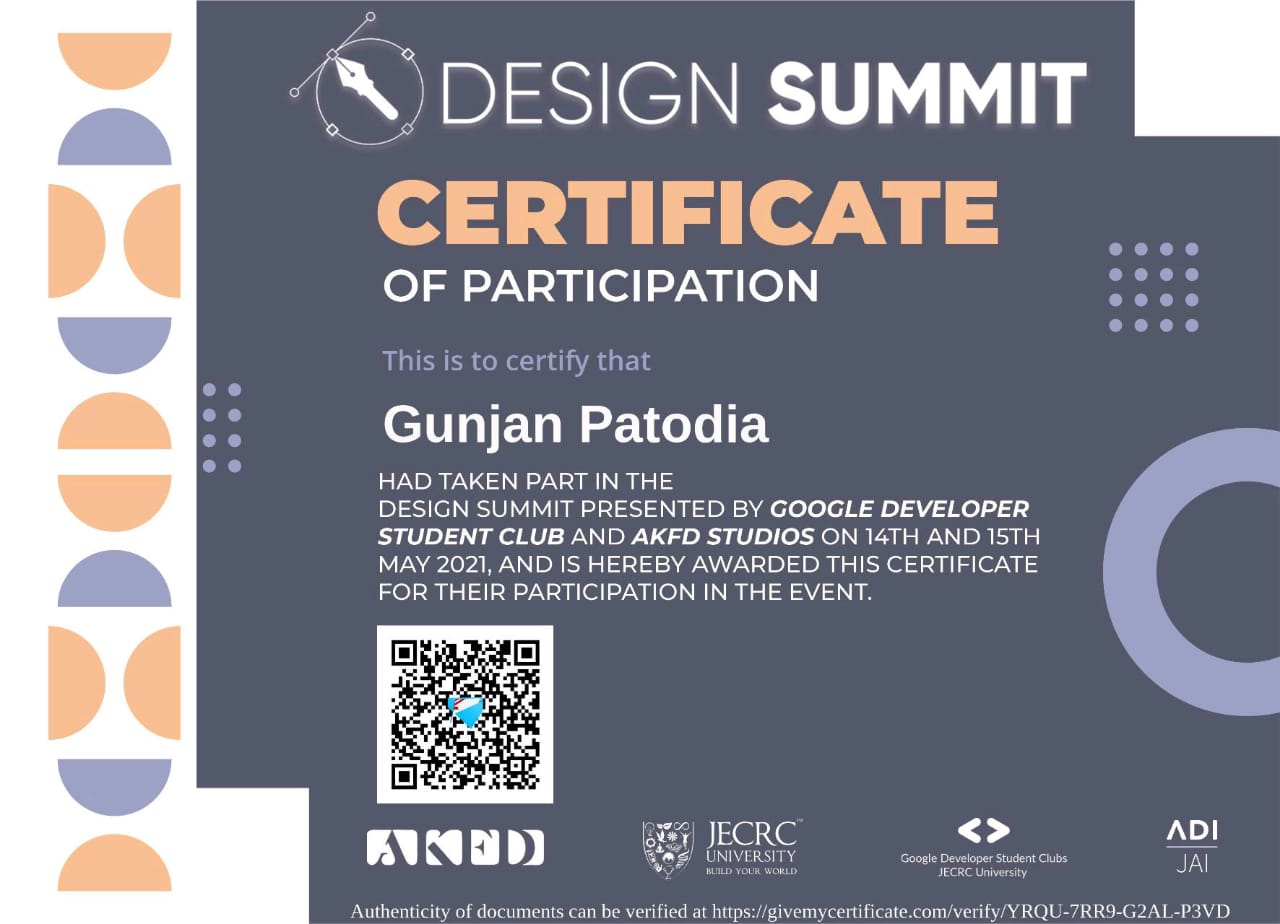 DESIGN SUMMIT
CERTIFICATE
OF PARTICIPATION
This is to certify that
Gunjan Patodia
HAD TAKEN PART IN THE
DESIGN SUMMIT PRESENTED BY GOOGLE DEVELOPER
STUDENT CLUB AND AKFD STUDIOS ON 14TH AND 15TH
MAY 2021, AND IS HEREBY AWARDED THIS CERTIFICATE
FOR THEIR PARTICIPATION IN THE EVENT.
AKFD
JECRC™
UNIVERSITY
BUILD YOUR WORLD
Google Developer Student Clubs
JECRC University
ADI
JAI
Authenticity of documents can be verified at https://givemycertificate.com/verify/YRQU-7RR9-G2AL-P3VD